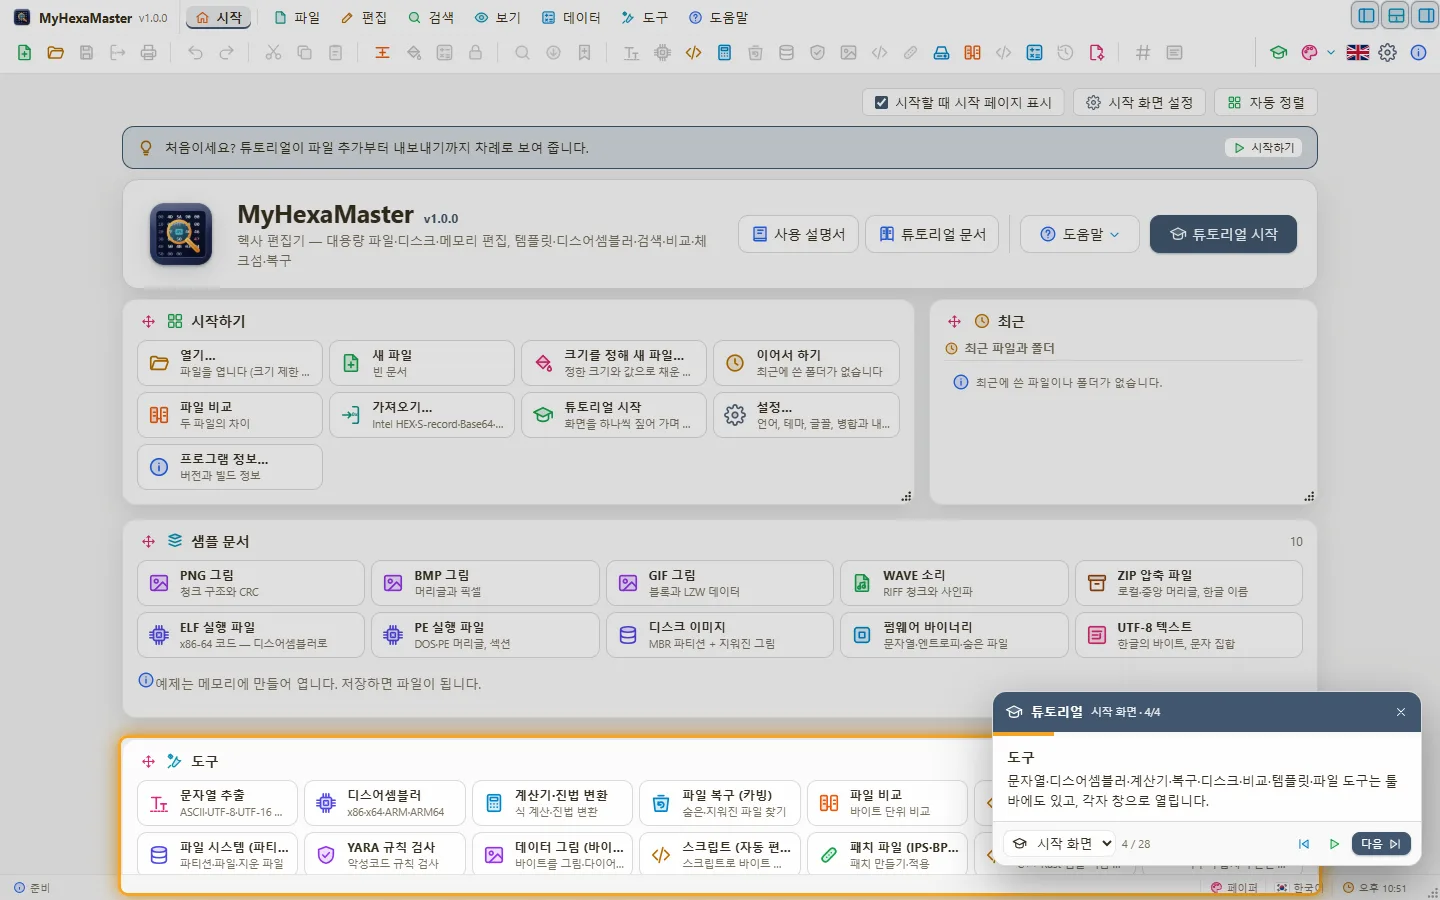 MyHexaMaster v1.0.0
시작 파일 편집 검색 보기 데이터 도구 도움말
시작할 때 시작 페이지 표시
시작 화면 설정
자동 정렬
처음이세요? 튜토리얼이 파일 추가부터 내보내기까지 차례로 보여 줍니다.
시작하기
MyHexaMaster v1.0.0
헥사 편집기 — 대용량 파일·디스크·메모리 편집, 템플릿·디스어셈블러·검색·비교·체
크섬·복구
사용 설명서
튜토리얼 문서
도움말
튜토리얼 시작
시작하기
열기...
파일을 엽니다 (크기 제한 ...
새 파일
빈 문서
크기를 정해 새 파일...
정한 크기와 값으로 채운 ...
이어서 하기
최근에 쓴 폴더가 없습니다
파일 비교
두 파일의 차이
가져오기...
Intel HEX·S-record·Base64·...
튜토리얼 시작
화면을 하나씩 짚어 가며 ...
설정...
언어, 테마, 글꼴, 병합과 내...
프로그램 정보...
버전과 빌드 정보
최근
최근 파일과 폴더
최근에 쓴 파일이나 폴더가 없습니다.
샘플 문서
10
PNG 그림
청크 구조와 CRC
BMP 그림
머리글과 픽셀
GIF 그림
블록과 LZW 데이터
WAVE 소리
RIFF 청크와 사인파
ZIP 압축 파일
로컬·중앙 머리글, 한글 이름
ELF 실행 파일
x86-64 코드 — 디스어셈블러로
PE 실행 파일
DOS·PE 머리글, 섹션
디스크 이미지
MBR 파티션 + 지워진 그림
펌웨어 바이너리
문자열·엔트로피·숨은 파일
UTF-8 텍스트
한글의 바이트, 문자 집합
예제는 메모리에 만들어 엽니다. 저장하면 파일이 됩니다.
도구
문자열 추출
ASCII·UTF-8·UTF-16 ...
디스어셈블러
x86·x64·ARM·ARM64
계산기·진법 변환
식 계산·진법 변환
파일 복구 (카빙)
숨은·지워진 파일 찾기
파일 비교
바이트 단위 비교
파일 시스템 (파티...
파티션·파일·지운 파일
YARA 규칙 검사
악성코드 규칙 검사
데이터 그림 (바이...
바이트를 그림·다이어...
스크립트 (자동 편...
스크립트로 바이트 ...
패치 파일 (IPS·BP...
패치 만들기·적용
튜토리얼 시작 화면 · 4/4
도구
문자열·디스어셈블러·계산기·복구·디스크·비교·템플릿·파일 도구는 툴
바에도 있고, 각자 창으로 열립니다.
시작 화면
4 / 28
다음
준비
페이퍼
한국어
오후 10:51